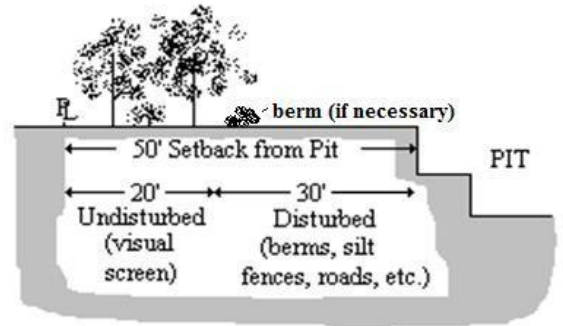 PL
berm (if necessary)
50' Setback from Pit
PIT
20' 30'
Undisturbed Disturbed
(visual (berms, silt
screen) fences, roads, etc.)